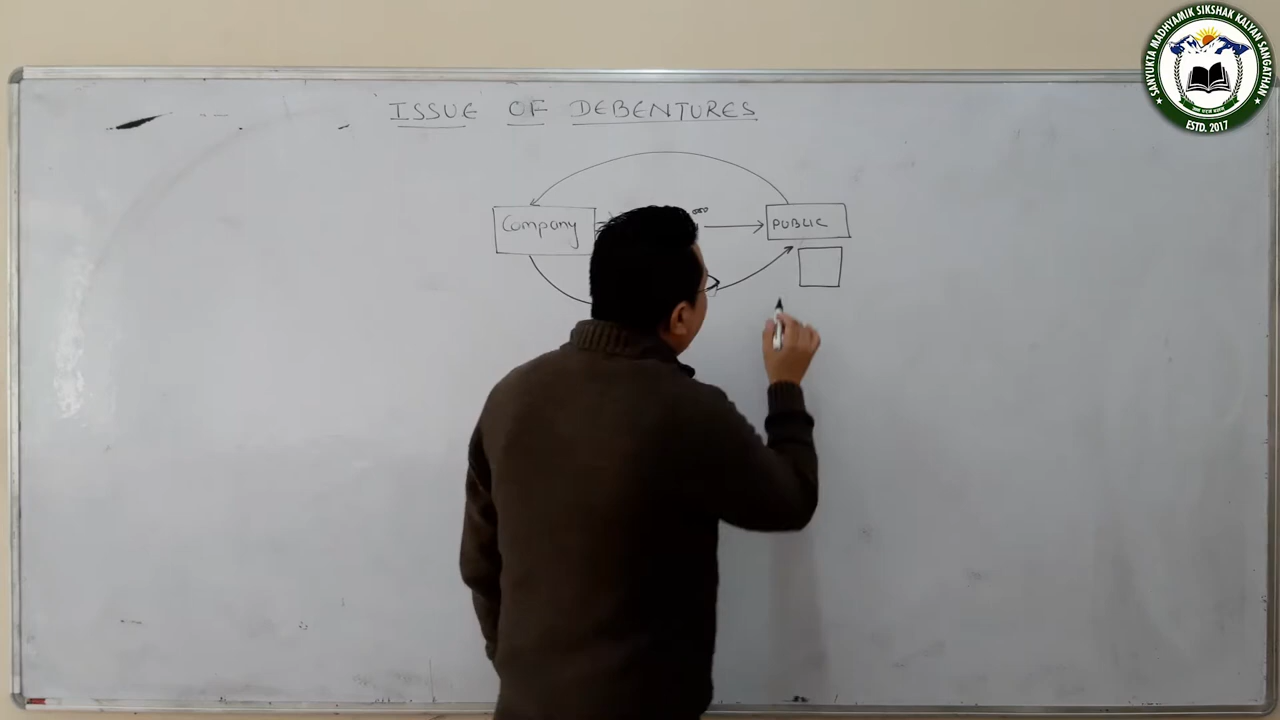 SANYUKTA MADHYAMIK SIKSHAK KALYAN SANGATHAN
ESTD. 2017
ISSUE OF DEBENTURES
Company
PUBLIC